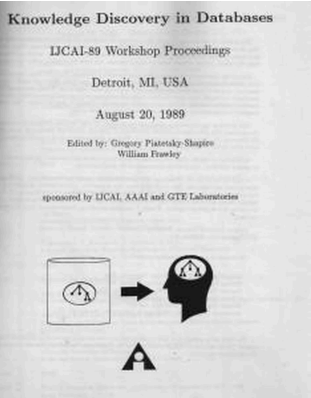 Knowledge Discovery in Databases
IJCAI-89 Workshop Proceedings
Detroit, MI, USA
August 20, 1989
Edited by: Gregory Piatetsky-Shapiro
William Frawley
sponsored by IJCAI, AAAI and GTE Laboratories